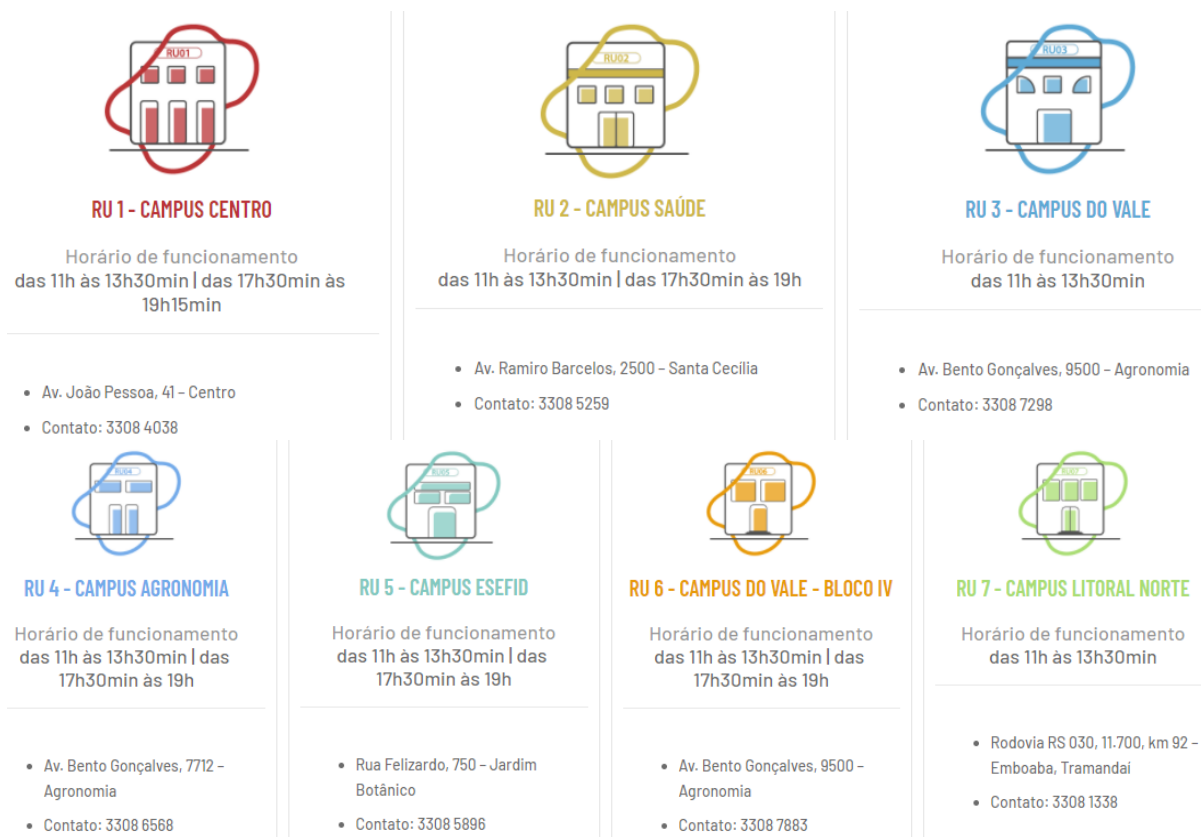 RU01
RU 1 - CAMPUS CENTRO
Horário de funcionamento
das 11h às 13h30min | das 17h30min às
19h15min
• Av. João Pessoa, 41 – Centro
• Contato: 3308 4038
RU02
RU 2 - CAMPUS SAÚDE
Horário de funcionamento
das 11h às 13h30min | das 17h30min às 19h
• Av. Ramiro Barcelos, 2500 – Santa Cecília
• Contato: 3308 5259
RU03
RU 3 - CAMPUS DO VALE
Horário de funcionamento
das 11h às 13h30min
• Av. Bento Gonçalves, 9500 – Agronomia
• Contato: 3308 7298
RU04
RU 4 - CAMPUS AGRONOMIA
Horário de funcionamento
das 11h às 13h30min | das
17h30min às 19h
• Av. Bento Gonçalves, 7712 –
Agronomia
• Contato: 3308 6568
RU05
RU 5 - CAMPUS ESEFID
Horário de funcionamento
das 11h às 13h30min | das
17h30min às 19h
• Rua Felizardo, 750 – Jardim
Botânico
• Contato: 3308 5896
RU06
RU 6 - CAMPUS DO VALE - BLOCO IV
Horário de funcionamento
das 11h às 13h30min | das
17h30min às 19h
• Av. Bento Gonçalves, 9500 –
Agronomia
• Contato: 3308 7883
RU07
RU 7 - CAMPUS LITORAL NORTE
Horário de funcionamento
das 11h às 13h30min
• Rodovia RS 030, 11.700, km 92 –
Emboaba, Tramandaí
• Contato: 3308 1338